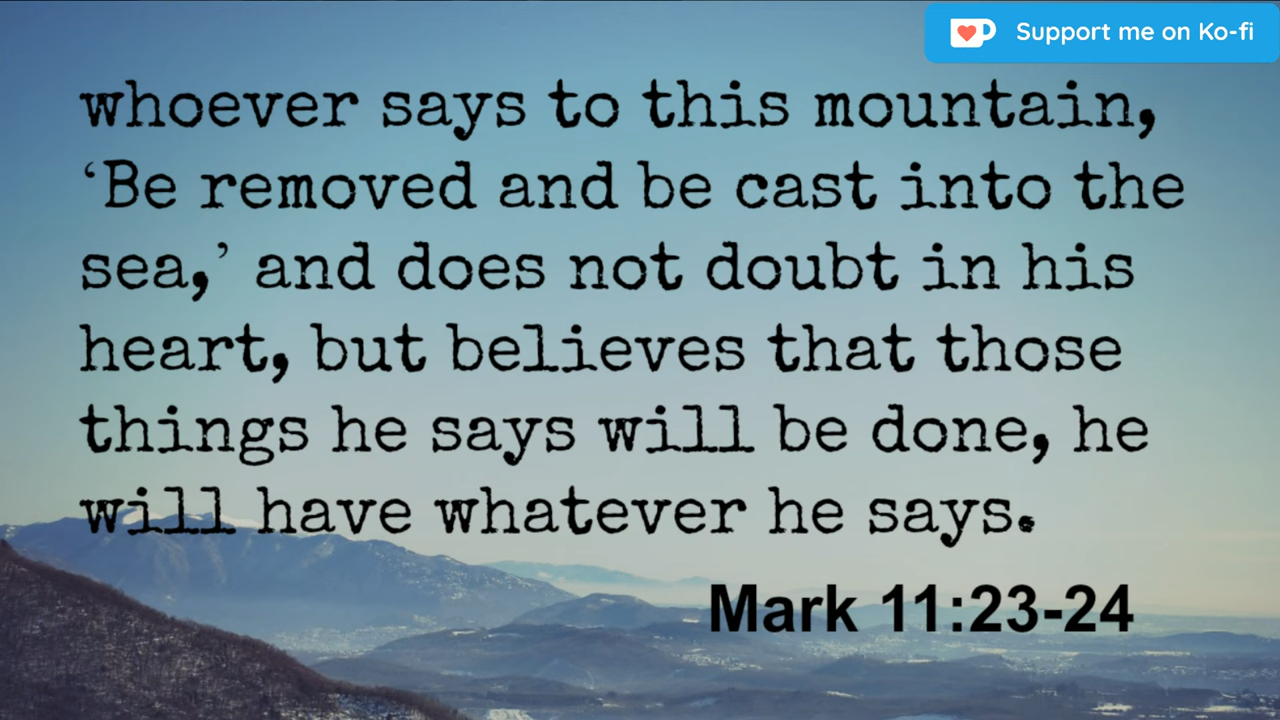 Support me on Ko-fi
whoever says to this mountain,
‘Be removed and be cast into the
sea,’ and does not doubt in his
heart, but believes that those
things he says will be done, he
will have whatever he says.
Mark 11:23-24